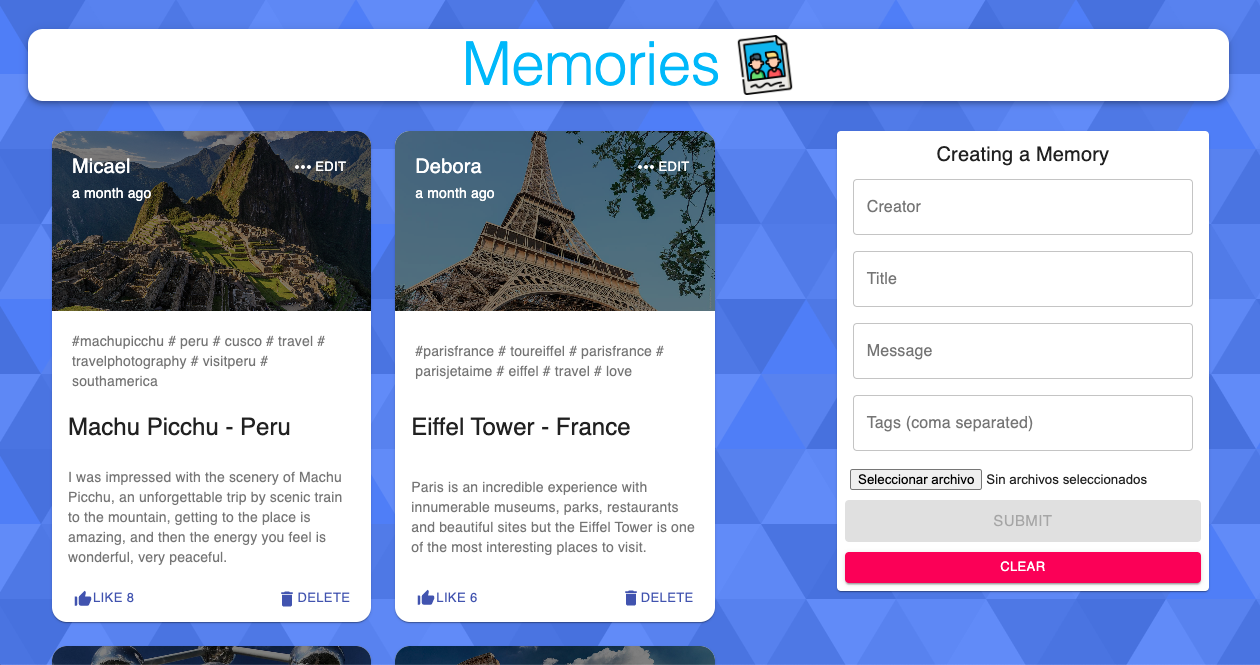 Memories
Micael
••• EDIT
a month ago
#machupicchu # peru # cusco # travel #
travelphotography # visitperu #
southamerica
Machu Picchu - Peru
I was impressed with the scenery of Machu
Picchu, an unforgettable trip by scenic train
to the mountain, getting to the place is
amazing, and then the energy you feel is
wonderful, very peaceful.
LIKE 8
DELETE
Debora
••• EDIT
a month ago
#parisfrance # toureiffel # parisfrance #
parisjetaime # eiffel # travel # love
Eiffel Tower - France
Paris is an incredible experience with
innumerable museums, parks, restaurants
and beautiful sites but the Eiffel Tower is one
of the most interesting places to visit.
LIKE 6
DELETE
Creating a Memory
Creator
Title
Message
Tags (coma separated)
Seleccionar archivo Sin archivos seleccionados
SUBMIT
CLEAR